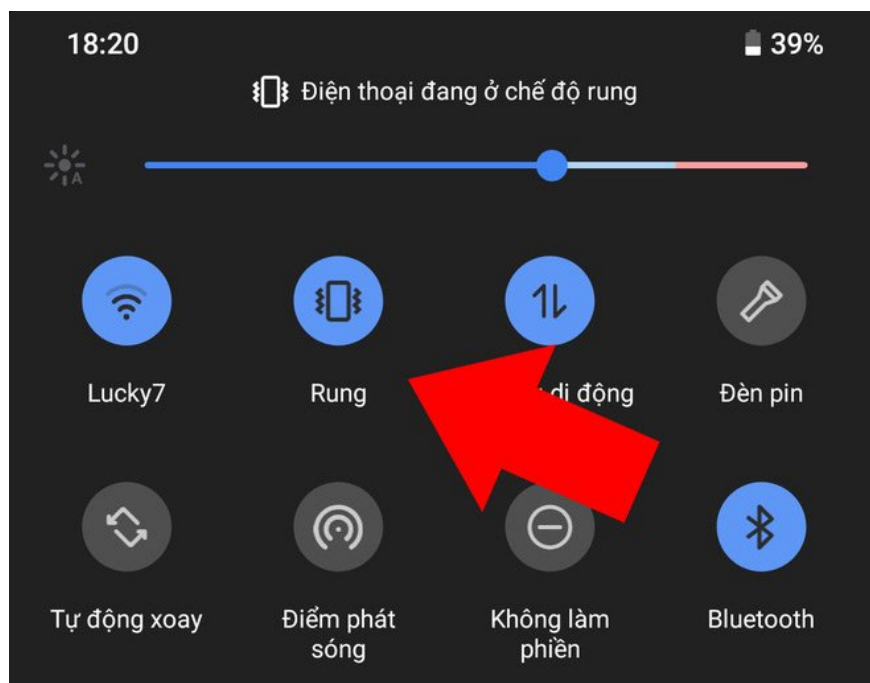 18:20
39%
Điện thoại đang ở chế độ rung
A
Lucky7
Rung
di động
Đèn pin
Tự động xoay
Điểm phát
sóng
Không làm
phiền
Bluetooth